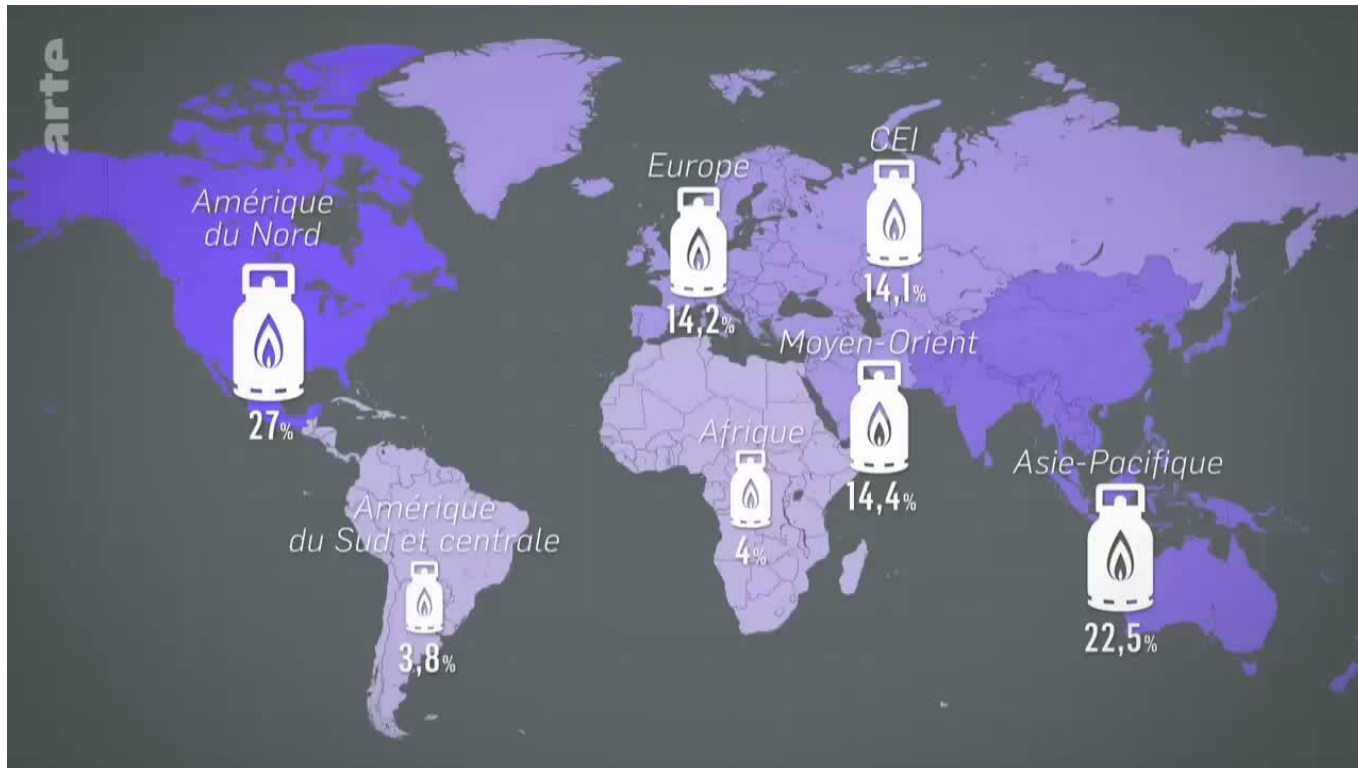 arte
Amérique
du Nord
27%
Europe
14,2%
CEI
14,1%
Moyen-Orient
14,4%
Afrique
4%
Asie-Pacifique
22,5%
Amérique
du Sud et centrale
3,8%